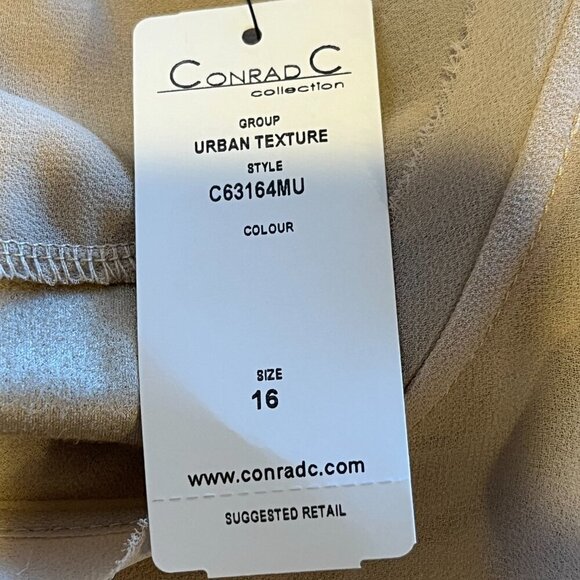 CONRAD C
collection
GROUP
URBAN TEXTURE
STYLE
C63164MU
COLOUR
SIZE
16
www.conradc.com
SUGGESTED RETAIL